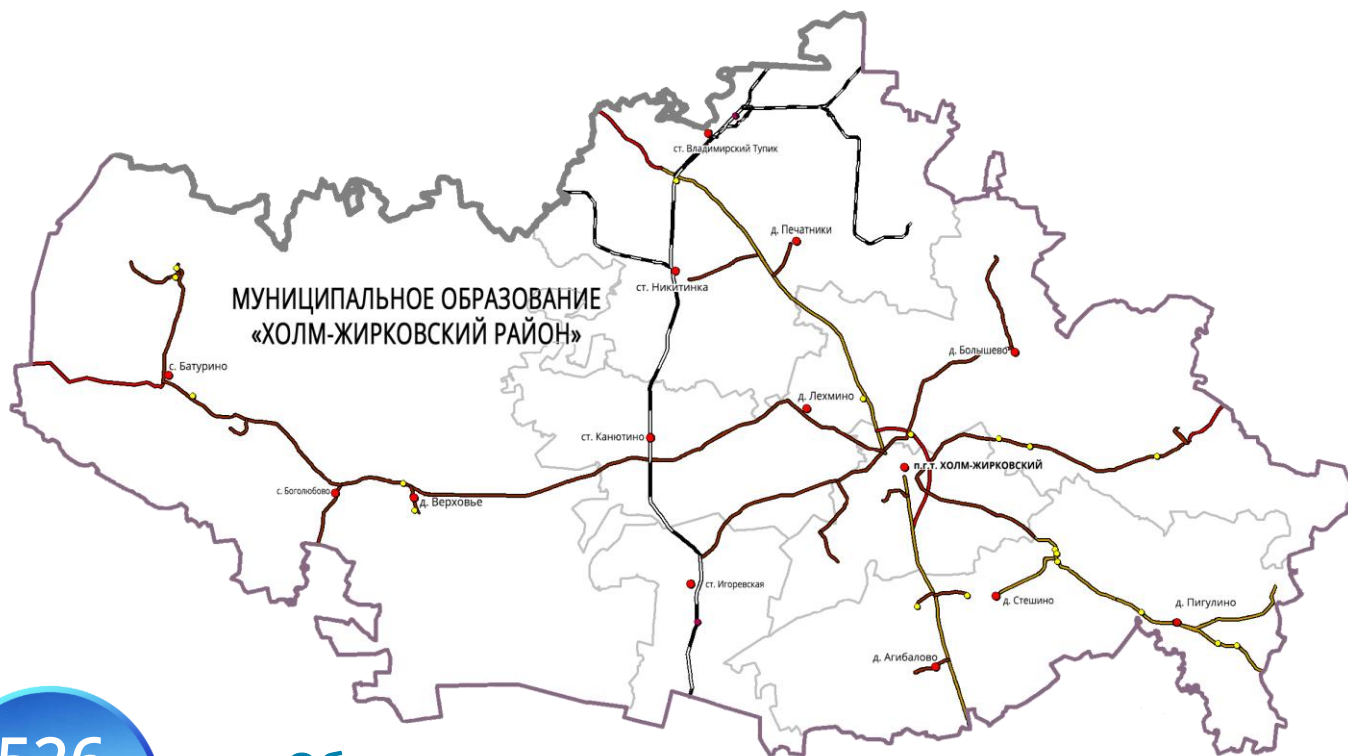 ст. Владимирский Тупик
д. Печатники
ст. Никитинка
МУНИЦИПАЛЬНОЕ ОБРАЗОВАНИЕ
«ХОЛМ-ЖИРКОВСКИЙ РАЙОН»
д. Болышево
с. Батурино
д. Лехмино
ст. Канютино
п.г.т. ХОЛМ-ЖИРКОВСКИЙ
с. Боголюбово
д. Верховье
ст. Игоревская
д. Стешино
д. Пигулино
д. Агибалово